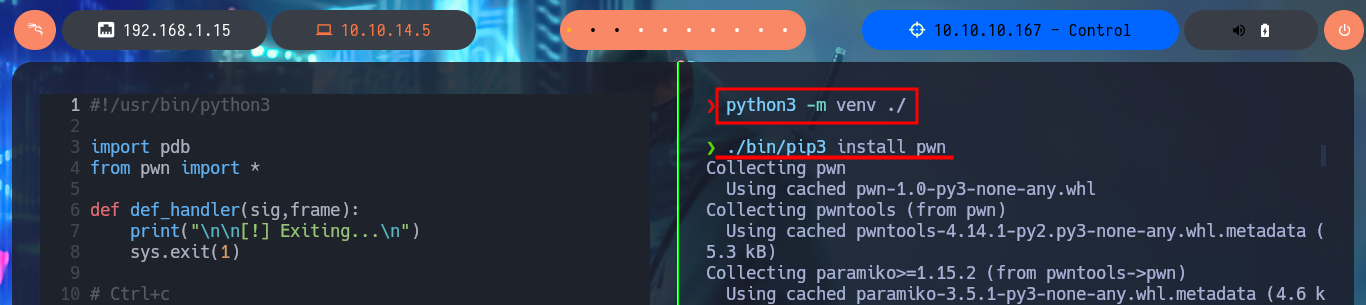 192.168.1.15
10.10.14.5
10.10.10.167 - Control
1 #!/usr/bin/python3
2
3 import pdb
4 from pwn import *
5
6 def def_handler(sig,frame):
7 print("\n\n[!] Exiting...\n")
8 sys.exit(1)
9
10 # Ctrl+c
❯ python3 -m venv ./
❯ ./bin/pip3 install pwn
Collecting pwn
Using cached pwn-1.0-py3-none-any.whl
Collecting pwntools (from pwn)
Using cached pwntools-4.14.1-py2.py3-none-any.whl.metadata (
5.3 kB)
Collecting paramiko>=1.15.2 (from pwntools->pwn)
Using cached paramiko-3.5.1-py3-none-any.whl.metadata (4.6 k